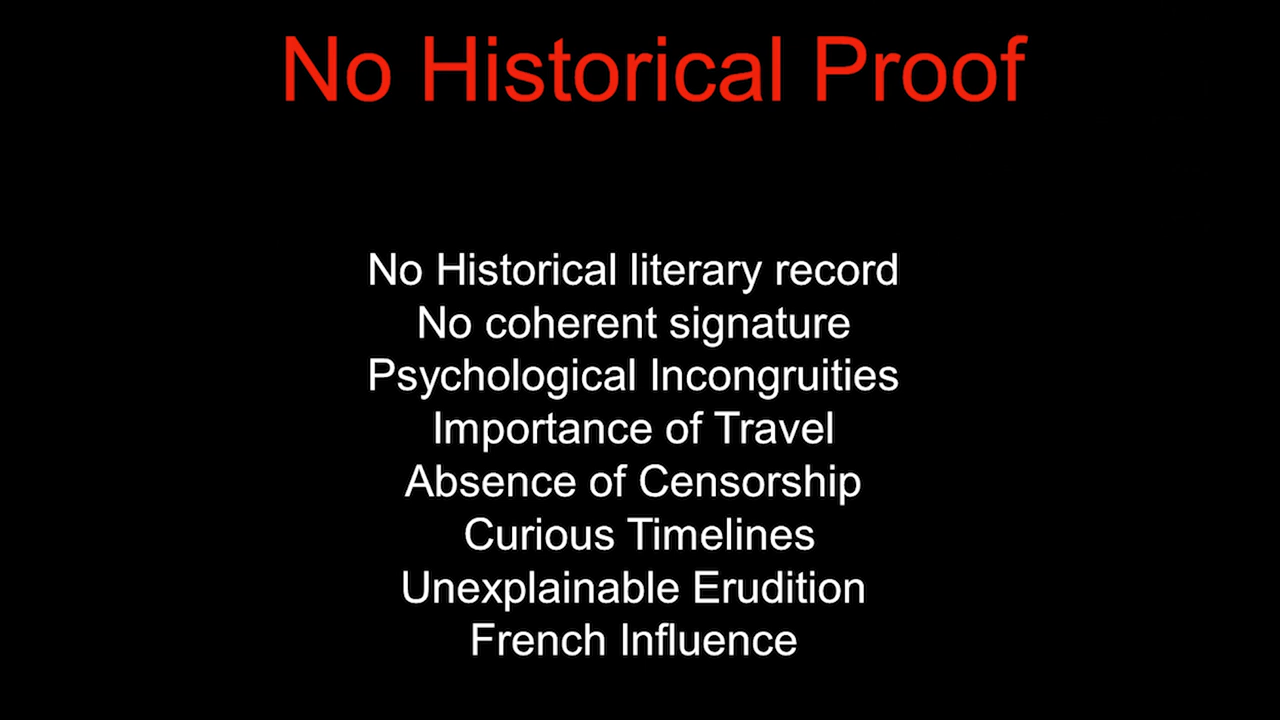 No Historical Proof
No Historical literary record
No coherent signature
Psychological Incongruities
Importance of Travel
Absence of Censorship
Curious Timelines
Unexplainable Erudition
French Influence